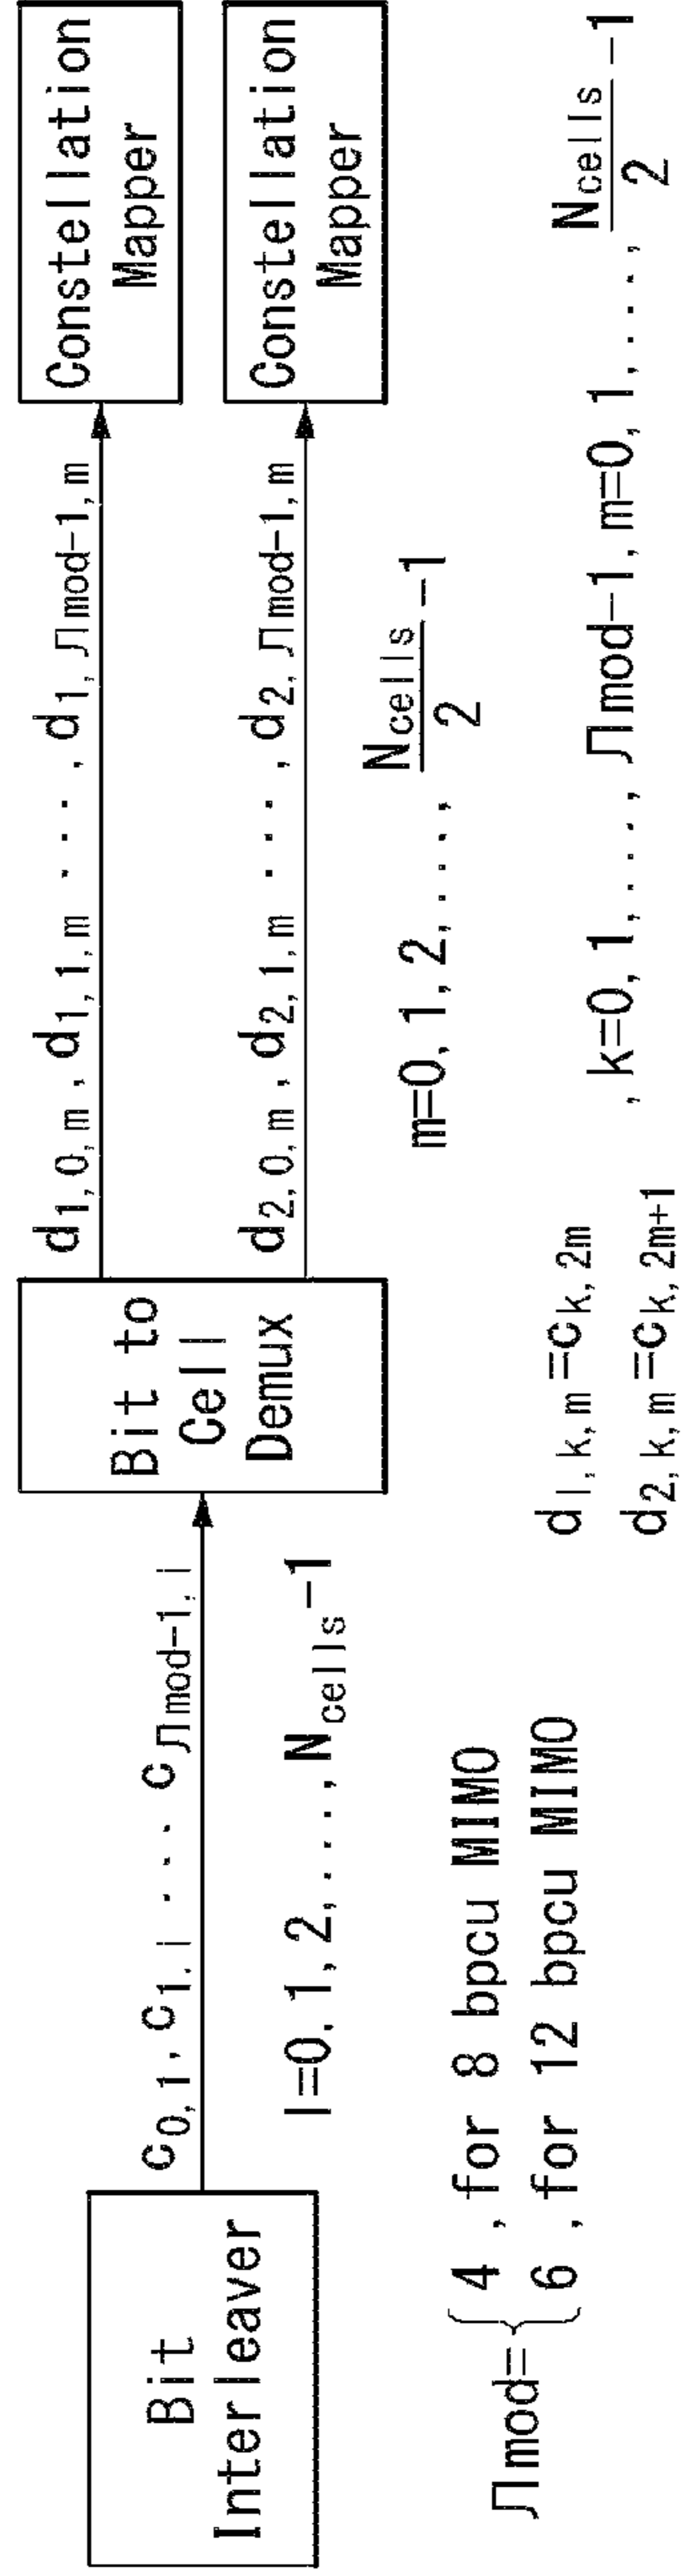 Bit
Interleaver
c0,1, c1,l ... cЛmod-1,l
l=0, 1, 2, ..., Ncells-1
Bit to
Cell
Demux
d1,0,m, d1,1,m ..., d1,Лmod-1,m
d2,0,m, d2,1,m ..., d2,Лmod-1,m
m=0, 1, 2, ..., Ncells/2 -1
Constellation
Mapper
Constellation
Mapper
Лmod={
4 , for 8 bpcu MIMO
6 , for 12 bpcu MIMO
d1,k,m=ck,2m
d2,k,m=ck,2m+1
, k=0, 1, ..., Лmod-1, m=0, 1, ..., Ncells/2 -1